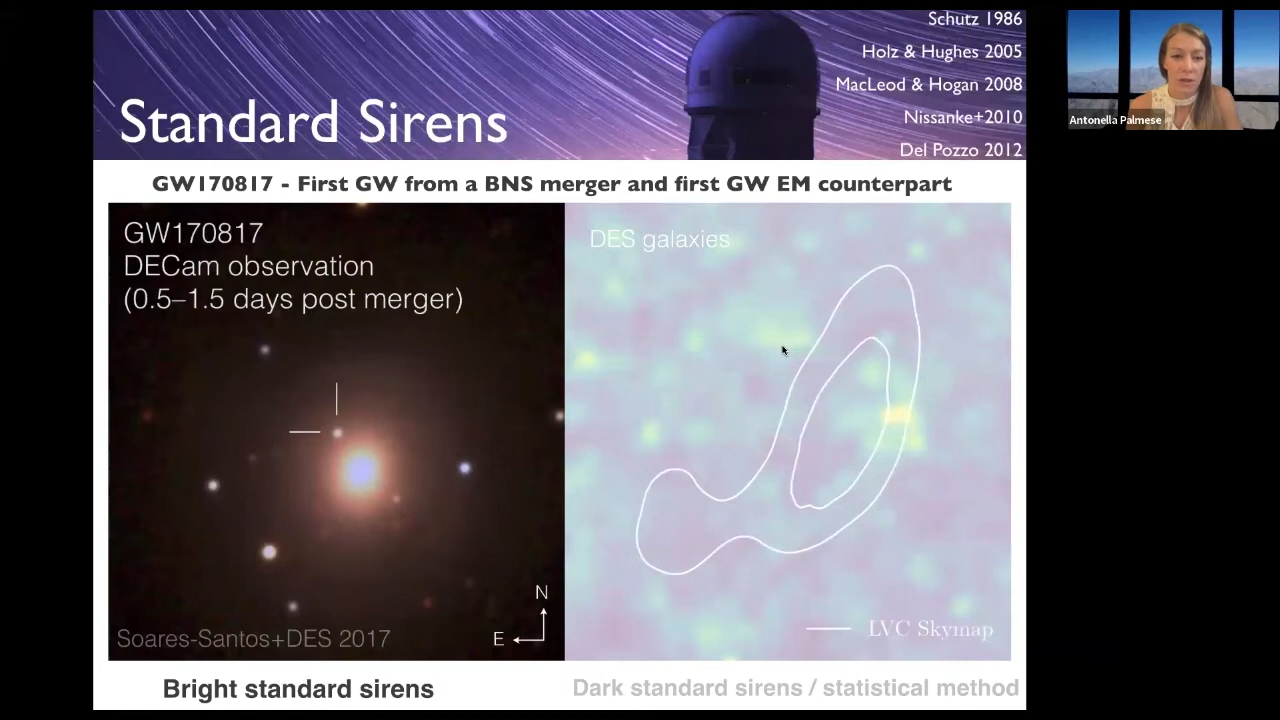 Schutz 1986
Holz & Hughes 2005
MacLeod & Hogan 2008
Nissanke+2010
Del Pozzo 2012
Standard Sirens
Antonella Palmese
GW170817 - First GW from a BNS merger and first GW EM counterpart
GW170817
DECam observation
(0.5–1.5 days post merger)
DES galaxies
N
E
Soares-Santos+DES 2017
LVC Skymap
Bright standard sirens
Dark standard sirens / statistical method